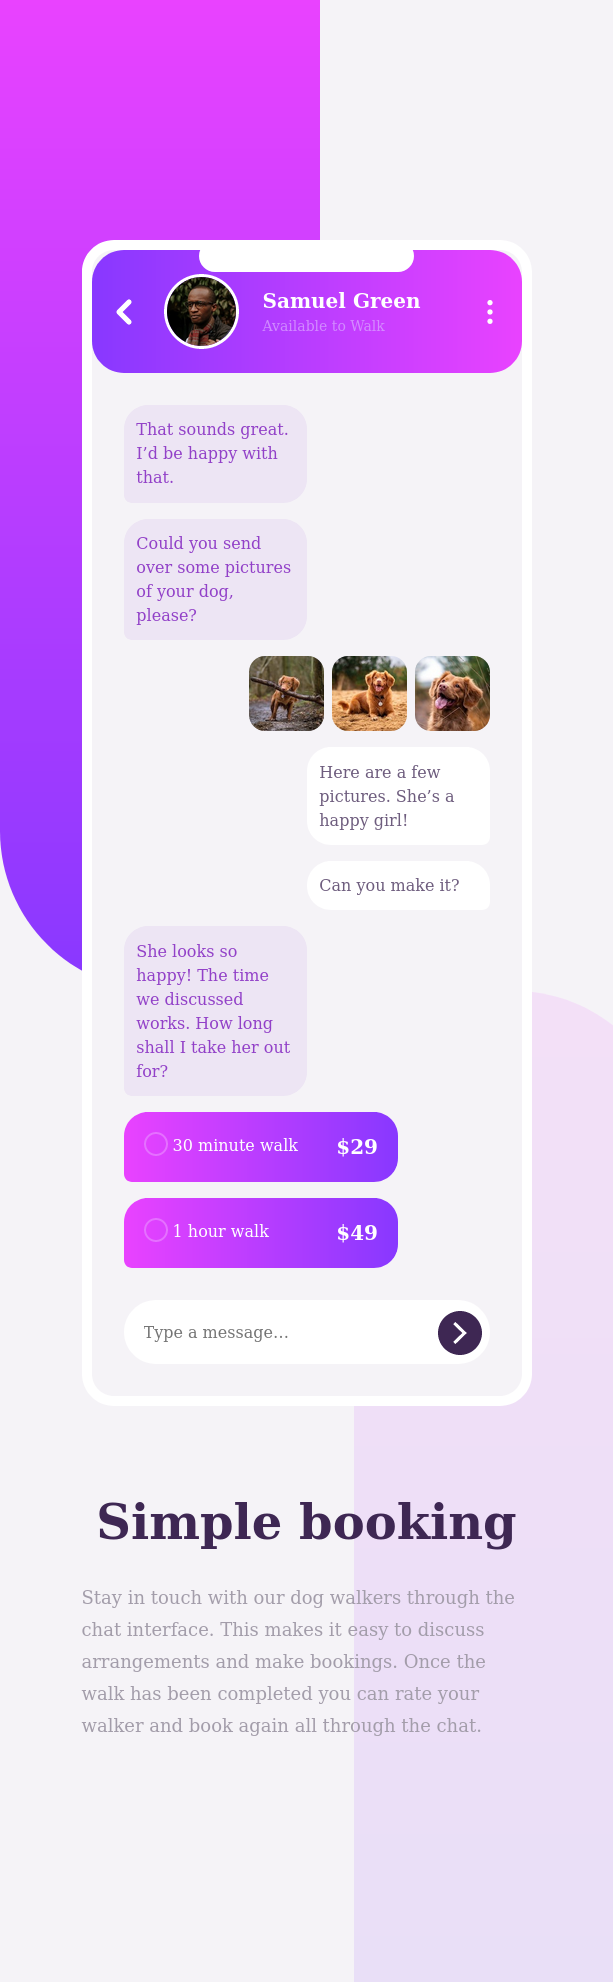 Samuel Green
Available to Walk
That sounds great.
I’d be happy with
that.
Could you send
over some pictures
of your dog,
please?
Here are a few
pictures. She’s a
happy girl!
Can you make it?
She looks so
happy! The time
we discussed
works. How long
shall I take her out
for?
30 minute walk $29
1 hour walk $49
Type a message…
Simple booking
Stay in touch with our dog walkers through the
chat interface. This makes it easy to discuss
arrangements and make bookings. Once the
walk has been completed you can rate your
walker and book again all through the chat.